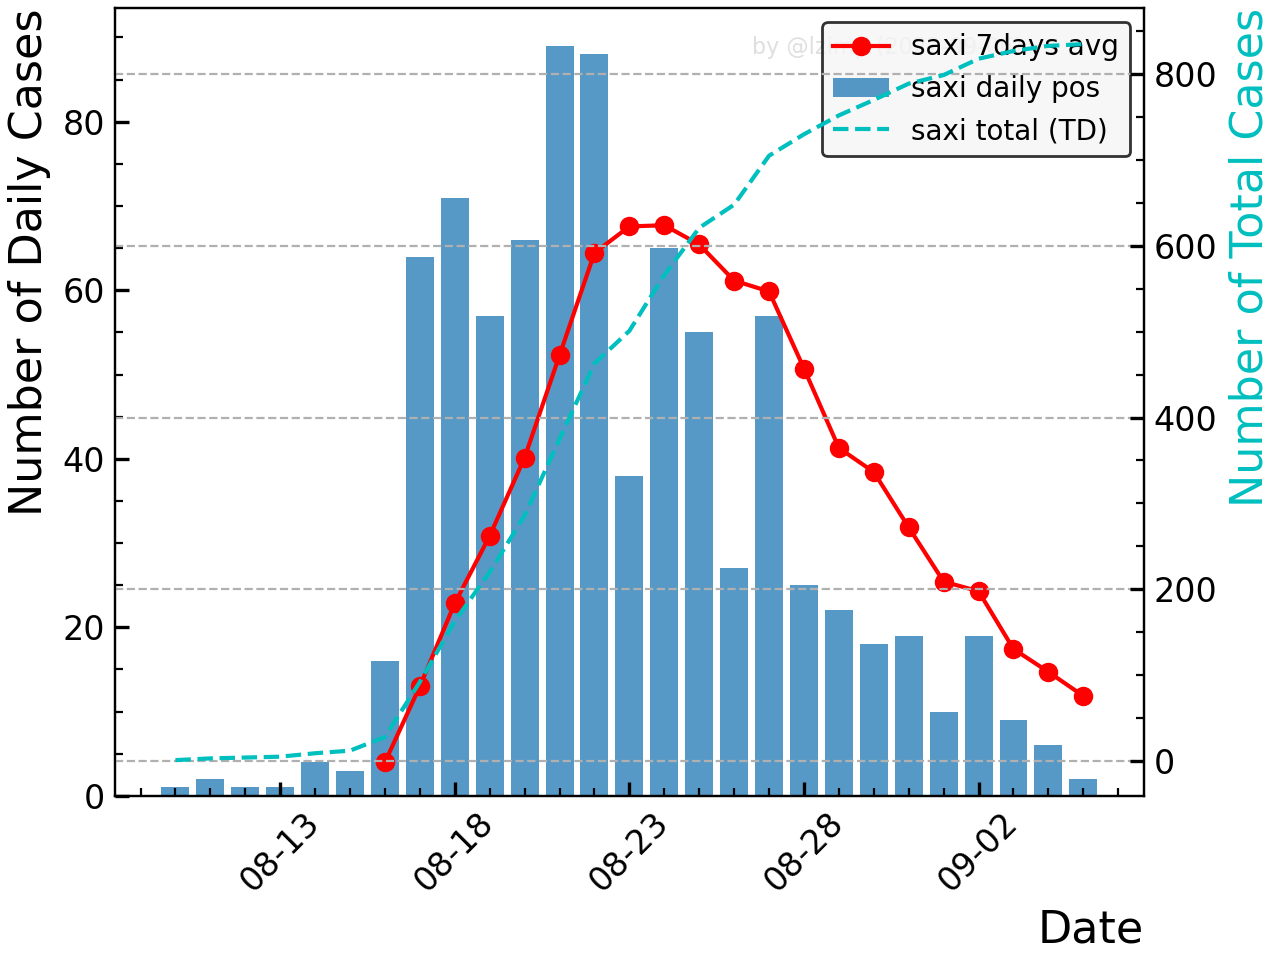 Number of Daily Cases
80
60
40
20
0
by
saxi 7days avg
saxi daily pos
saxi total (TD)
800
600
400
200
0
Number of Total Cases
08-13
08-18
08-23
08-28
09-02
Date